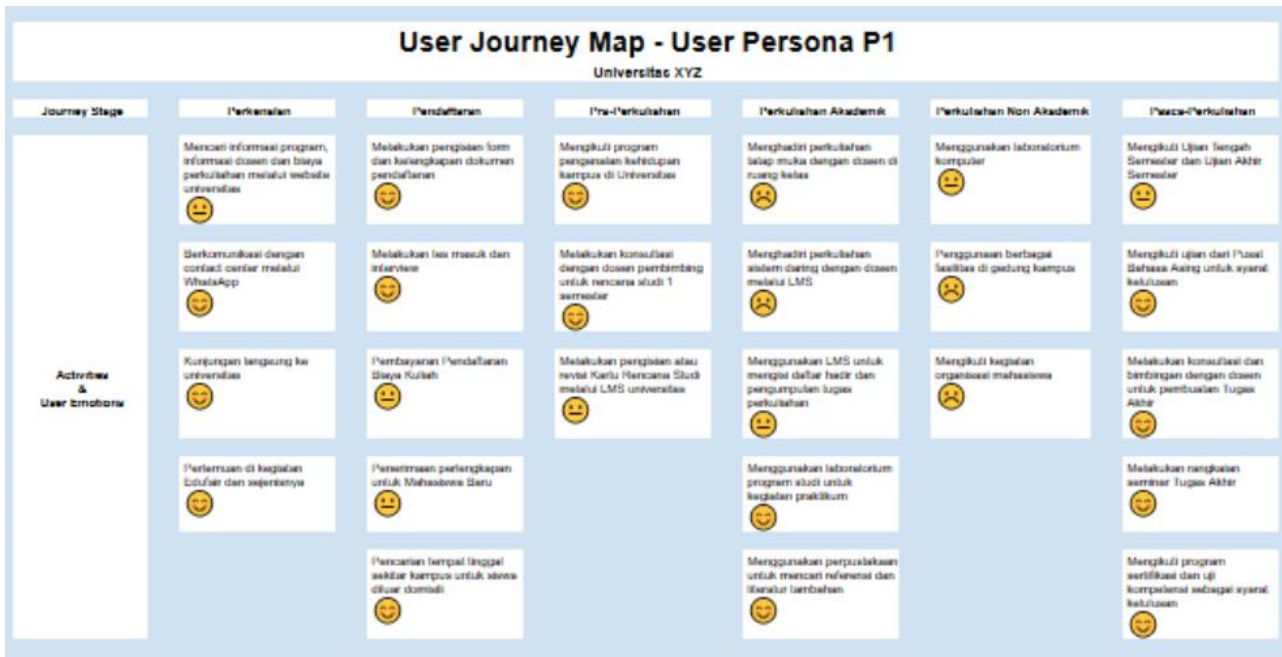 User Journey Map - User Persona P1
Universitas XYZ
Journey Stage
Perkenalan
Pendaftaran
Pra-Perkuliahan
Perkuliahan Akademik
Perkuliahan Non Akademik
Pasca-Perkuliahan
Activities
&
User Emotions
Mencari informasi program,
informasi dosen dan biaya
perkuliahan melalui website
universitas
Berkomunikasi dengan
contact center melalui
WhatsApp
Kunjungan langsung ke
universitas
Pertemuan di kegiatan
Edufair dan sejenisnya
Melakukan pengisian form
dan kelengkapan dokumen
pendaftaran
Melakukan tes masuk dan
interview
Pembayaran Pendaftaran
Biaya Kuliah
Penerimaan perlengkapan
untuk Mahasiswa Baru
Pencarian tempat tinggal
sekitar kampus untuk siswa
diluar domisili
Mengikuti program
pengenalan kehidupan
kampus di Universitas
Melakukan konsultasi
dengan dosen pembimbing
untuk rencana studi 1
semester
Melakukan pengisian atau
revisi Kartu Rencana Studi
melalui LMS universitas
Menghadiri perkuliahan
tatap muka dengan dosen di
ruang kelas
Menghadiri perkuliahan
sistem daring dengan dosen
melalui LMS
Menggunakan LMS untuk
mengisi daftar hadir dan
pengumpulan tugas
perkuliahan
Menggunakan laboratorium
program studi untuk
kegiatan praktikum
Menggunakan perpustakaan
untuk mencari referensi dan
literatur tambahan
Menggunakan laboratorium
komputer
Penggunaan berbagai
fasilitas di gedung kampus
Mengikuti kegiatan
organisasi mahasiswa
Mengikuti Ujian Tengah
Semester dan Ujian Akhir
Semester
Mengikuti ujian dari Pusat
Bahasa Asing untuk syarat
kelulusan
Melakukan konsultasi dan
bimbingan dengan dosen
untuk pembuatan Tugas
Akhir
Melakukan rangkaian
seminar Tugas Akhir
Mengikuti program
sertifikasi dan uji
kompetensi sebagai syarat
kelulusan